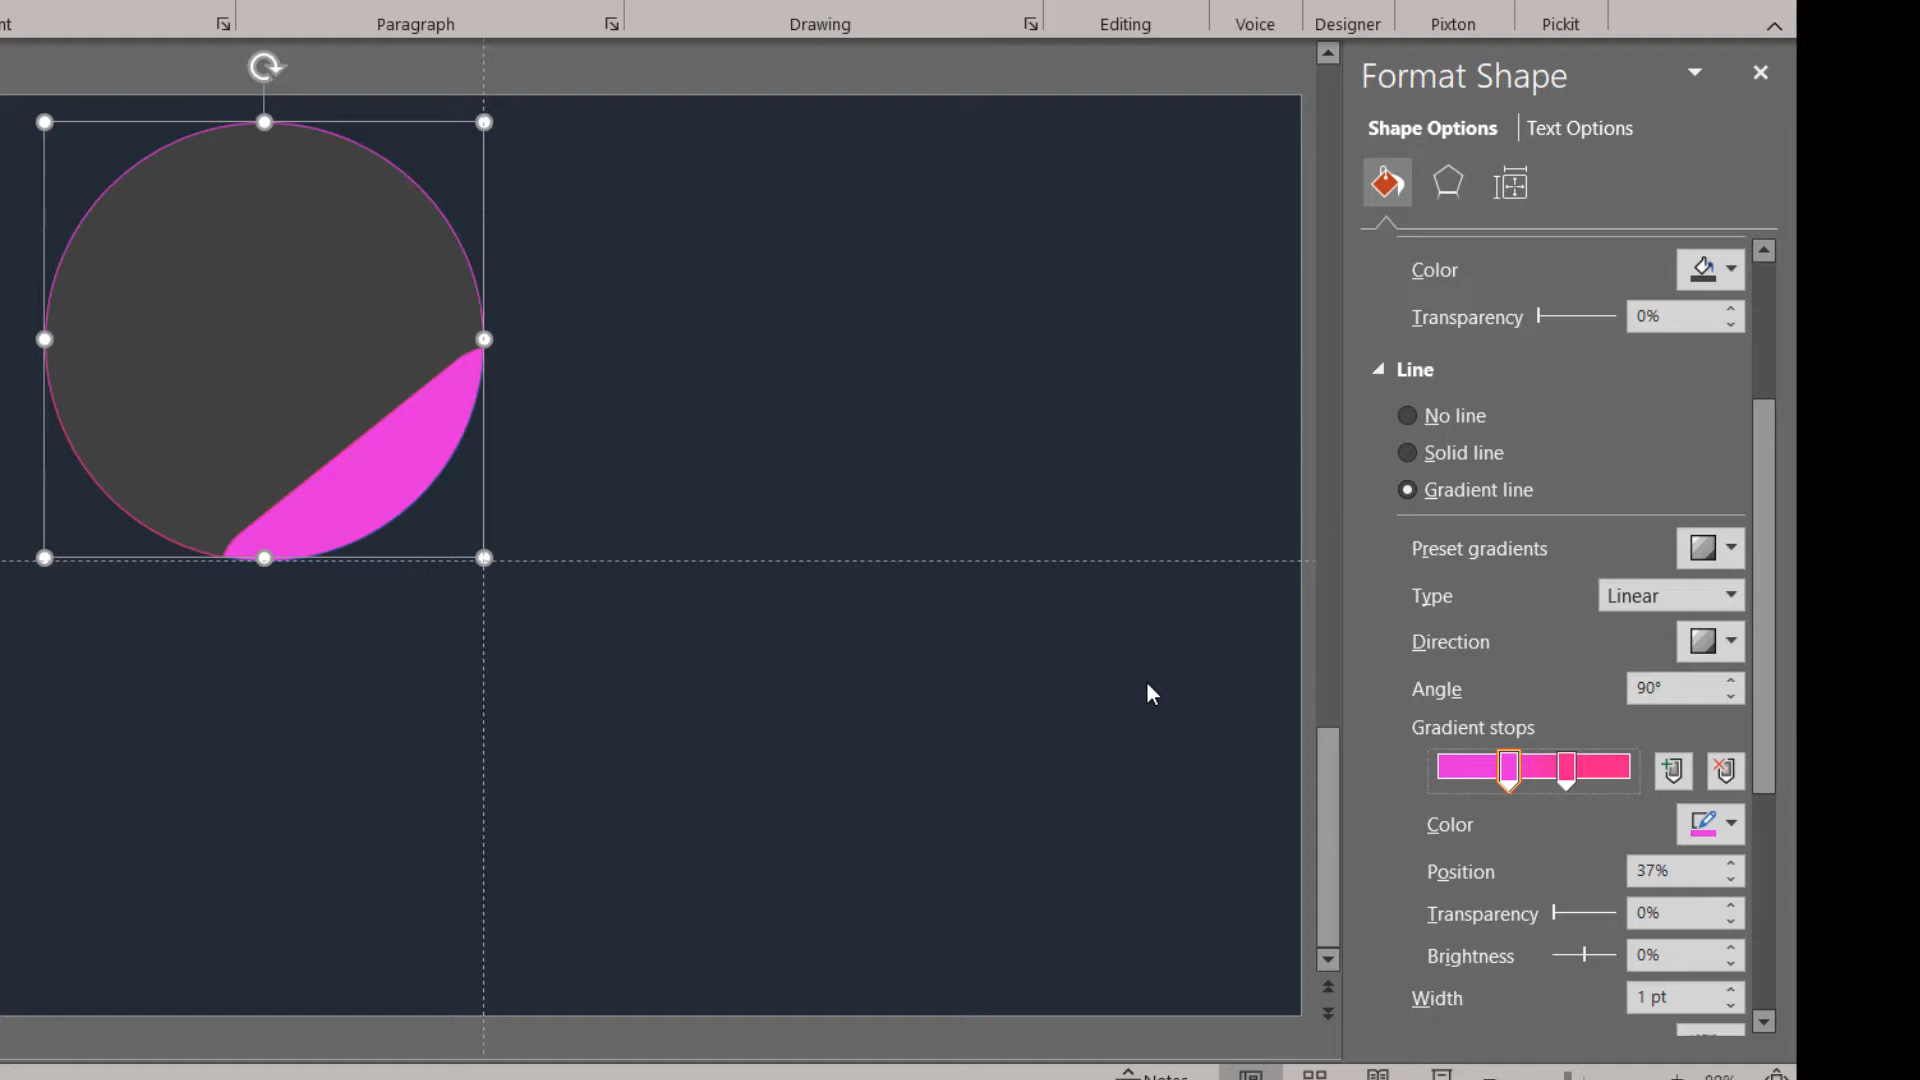 nt
Paragraph
Drawing
Editing
Voice
Designer
Pixton
Pickit
Format Shape
Shape Options
Text Options
Color
Transparency
0%
Line
No line
Solid line
Gradient line
Preset gradients
Type
Linear
Direction
Angle
90°
Gradient stops
Color
Position
37%
Transparency
0%
Brightness
0%
Width
1 pt
Notes